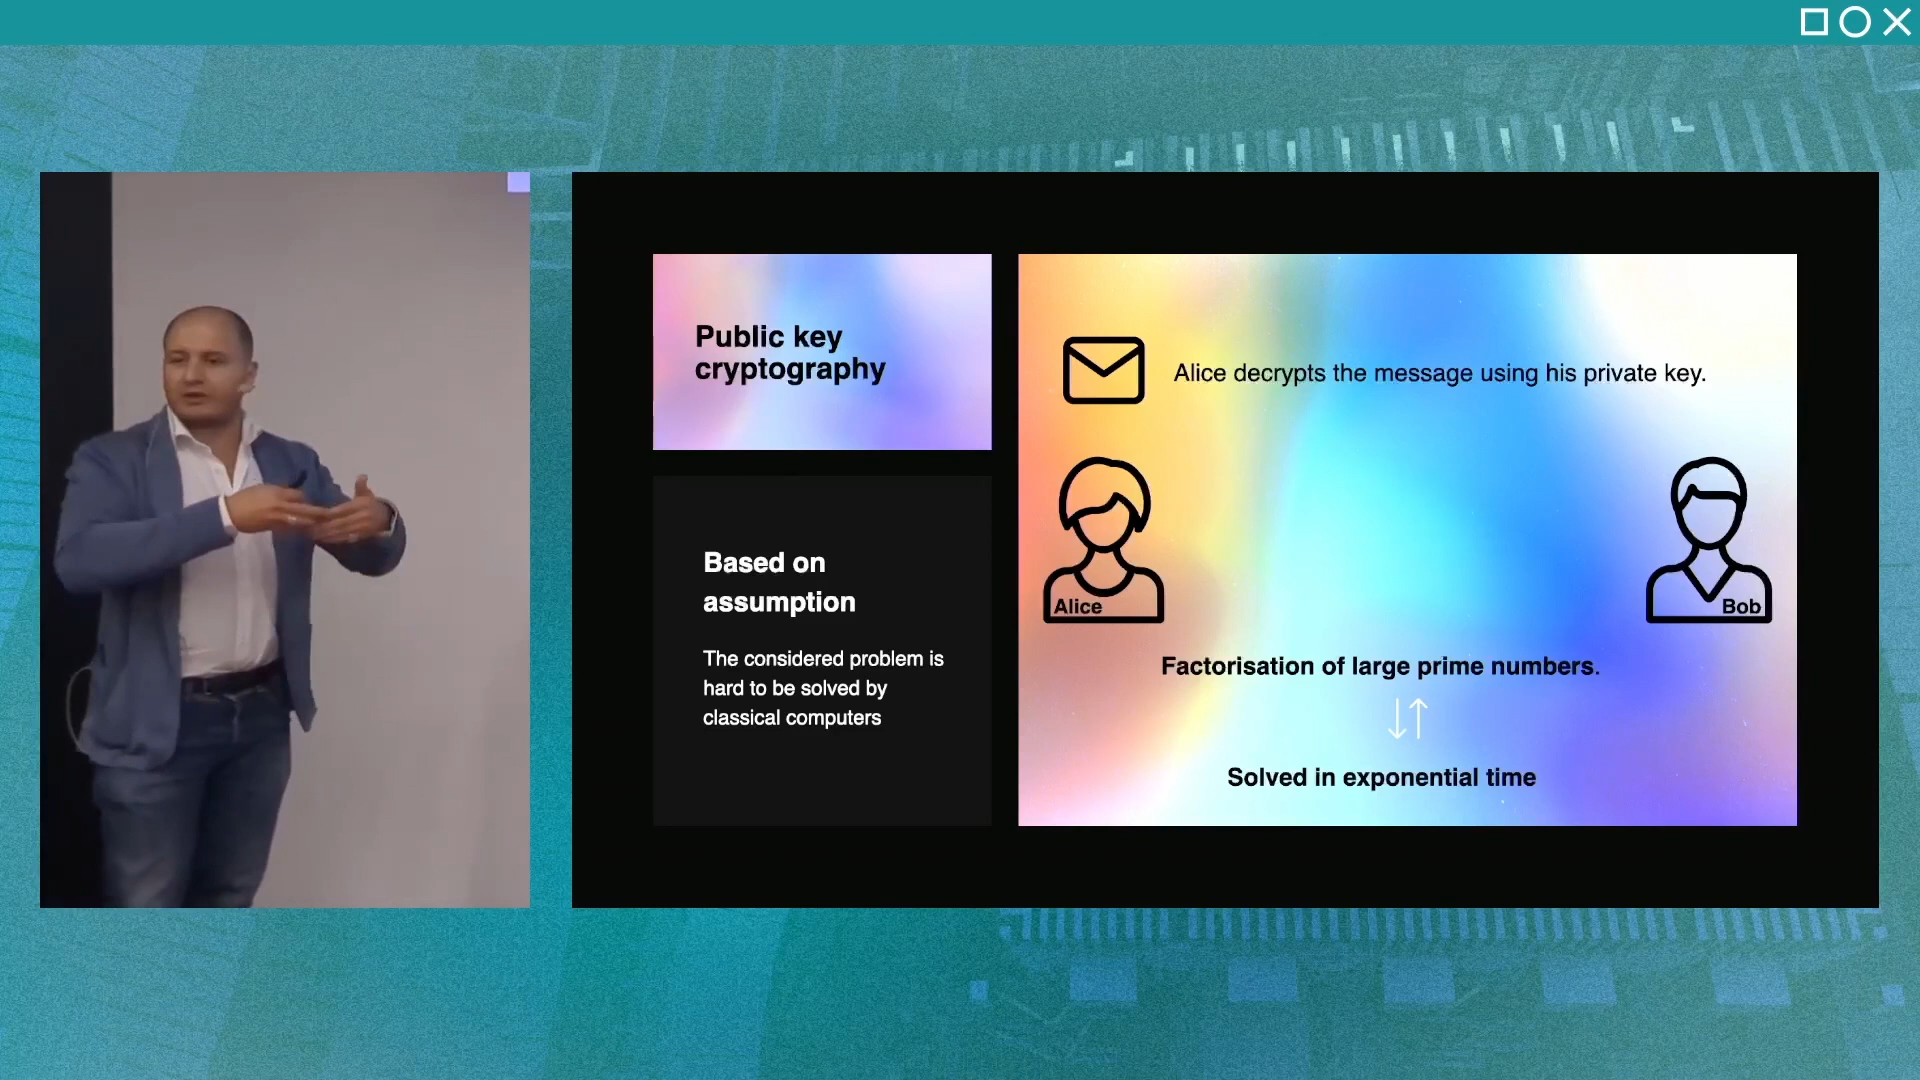 Public key
cryptography
Based on
assumption
The considered problem is
hard to be solved by
classical computers
Alice decrypts the message using his private key.
Alice
Bob
Factorisation of large prime numbers.
Solved in exponential time